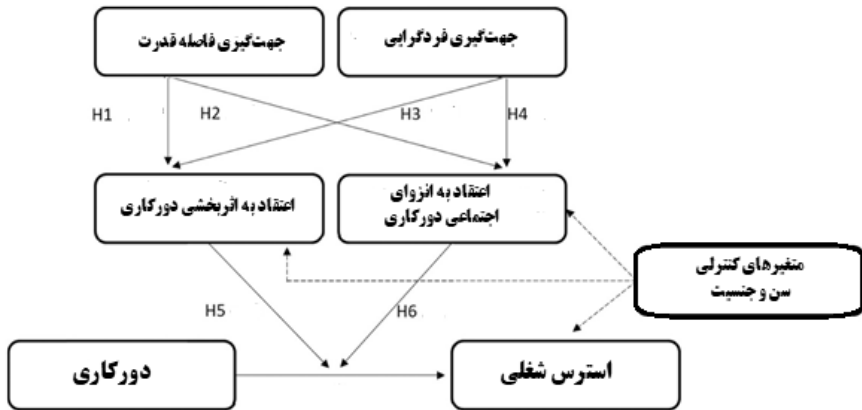 جهت‌گیری فردگرایی
جهت‌گیری فاصله قدرت
H1
H2
H3
H4
اعتقاد به انزوای
اجتماعی دورکاری
اعتقاد به اثربخشی دورکاری
متغیرهای کنترلی
سن و جنسیت
H5
H6
استرس شغلی
دورکاری